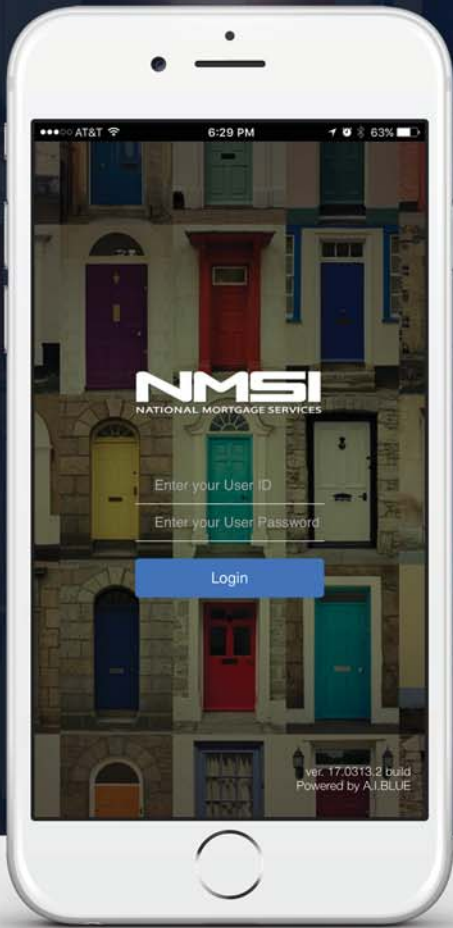 AT&T 6:29 PM 63%
NMSI
NATIONAL MORTGAGE SERVICES
Enter your User ID
Enter your User Password
Login
ver. 17.0313.2 build
Powered by A.I.BLUE